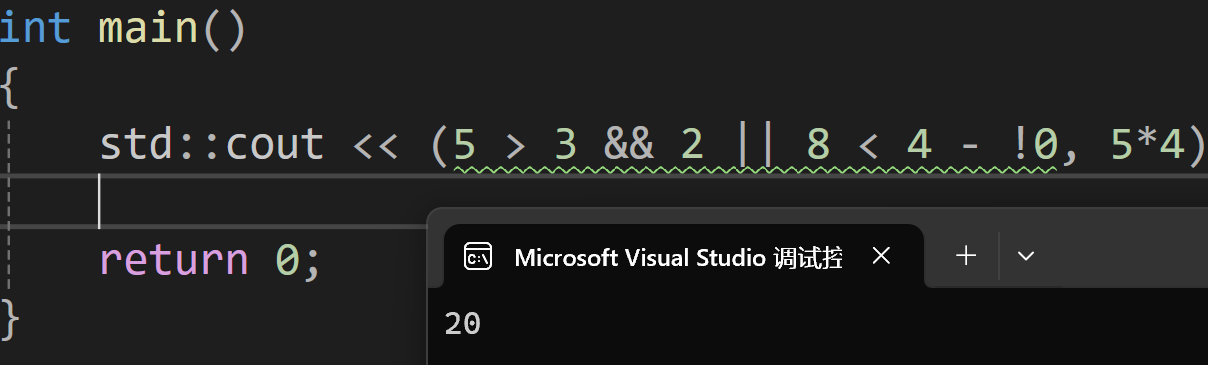 int main()
{
std::cout << (5 > 3 && 2 || 8 < 4 - !0, 5*4)
return 0;
}
Microsoft Visual Studio 调试控
20